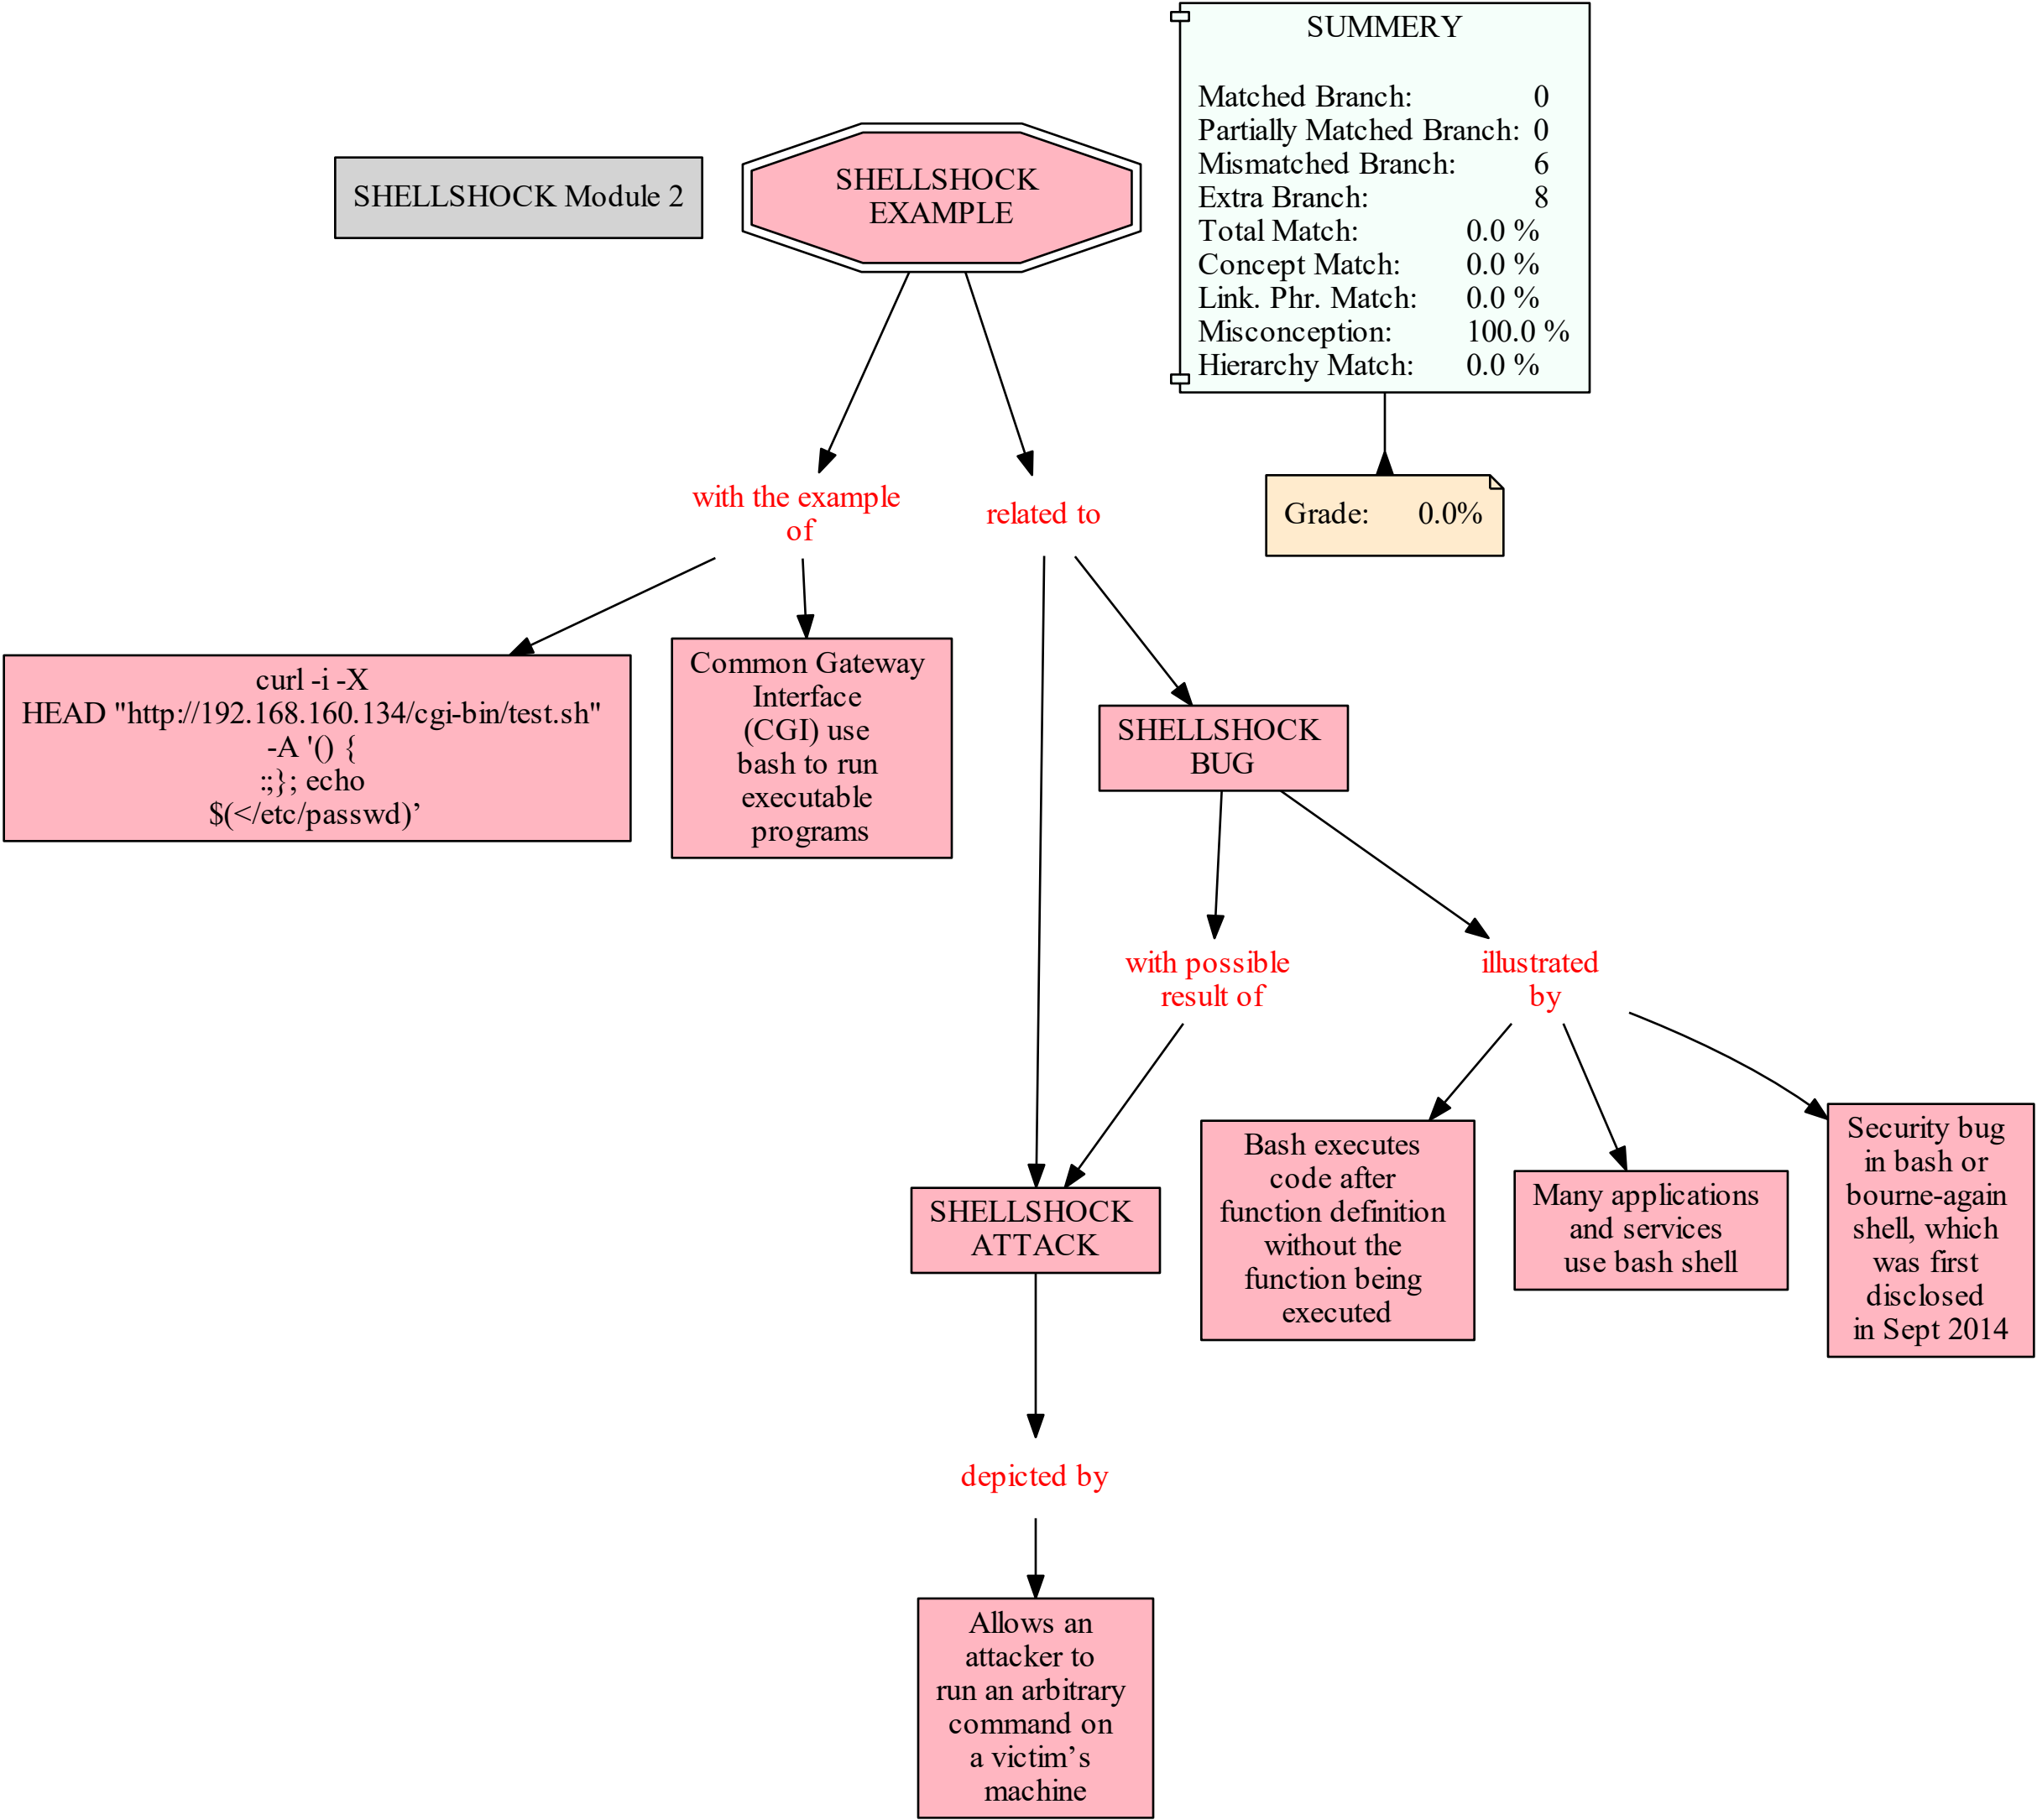 SHELLSHOCK Module 2
SHELLSHOCK
EXAMPLE
SUMMERY
Matched Branch: 0
Partially Matched Branch: 0
Mismatched Branch: 6
Extra Branch: 8
Total Match: 0.0 %
Concept Match: 0.0 %
Link. Phr. Match: 0.0 %
Misconception: 100.0 %
Hierarchy Match: 0.0 %
Grade: 0.0%
with the example
of
related to
curl -i -X
HEAD "http://192.168.160.134/cgi-bin/test.sh"
-A '() {
:;}; echo
$(</etc/passwd)’
Common Gateway
Interface
(CGI) use
bash to run
executable
programs
SHELLSHOCK
BUG
with possible
result of
illustrated
by
SHELLSHOCK
ATTACK
Bash executes
code after
function definition
without the
function being
executed
Many applications
and services
use bash shell
Security bug
in bash or
bourne-again
shell, which
was first
disclosed
in Sept 2014
depicted by
Allows an
attacker to
run an arbitrary
command on
a victim’s
machine